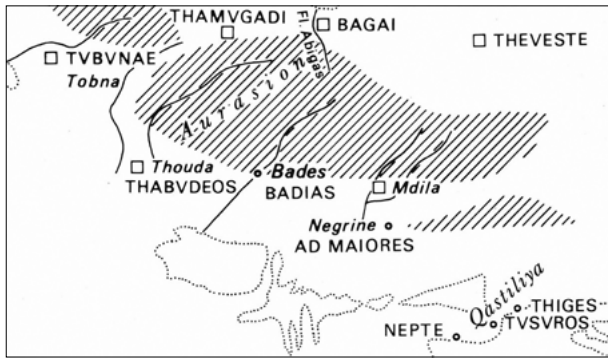 THAMVGADI
BAGAI
Fl. Abigas
THEVESTE
TVBVNAE
Tobna
Aurasion
Thouda
THABVDEOS
Bades
BADIAS
Mdila
Negrine
AD MAIORES
Qastiliya
THIGES
TVSVROS
NEPTE